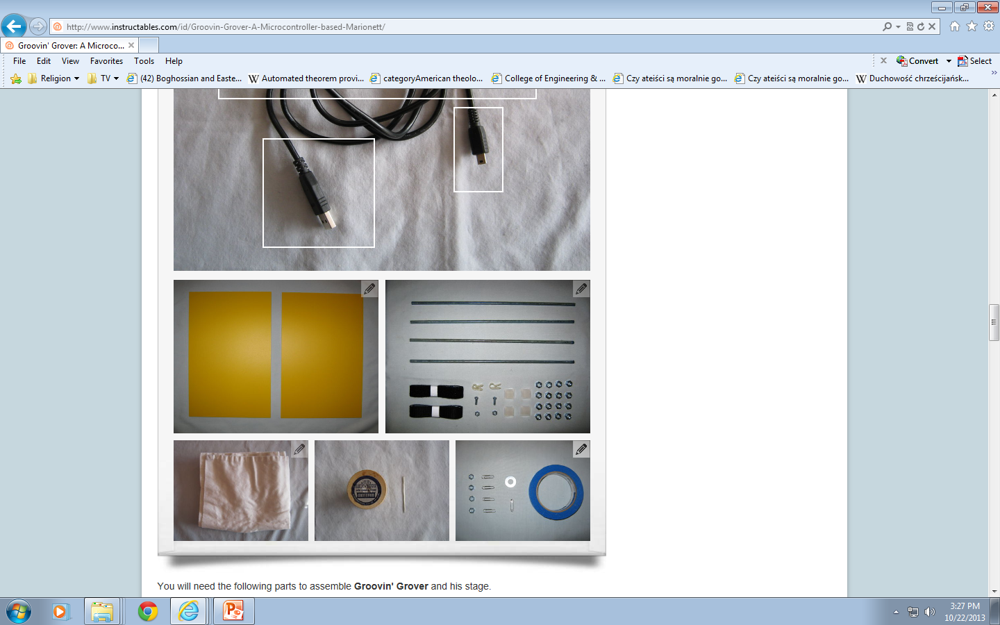 http://www.instructables.com/id/Groovin-Grover-A-Microcontroller-based-Marionett/
Groovin' Grover: A Microco...
File Edit View Favorites Tools Help
Convert Select
Religion TV (42) Boghossian and Easte... Automated theorem provi... categoryAmerican theolo... College of Engineering & ... Czy ateiści są moralnie go... Czy ateiści są moralnie go... Duchowość chrześcijańsk...
You will need the following parts to assemble Groovin' Grover and his stage.
3:27 PM
10/22/2013